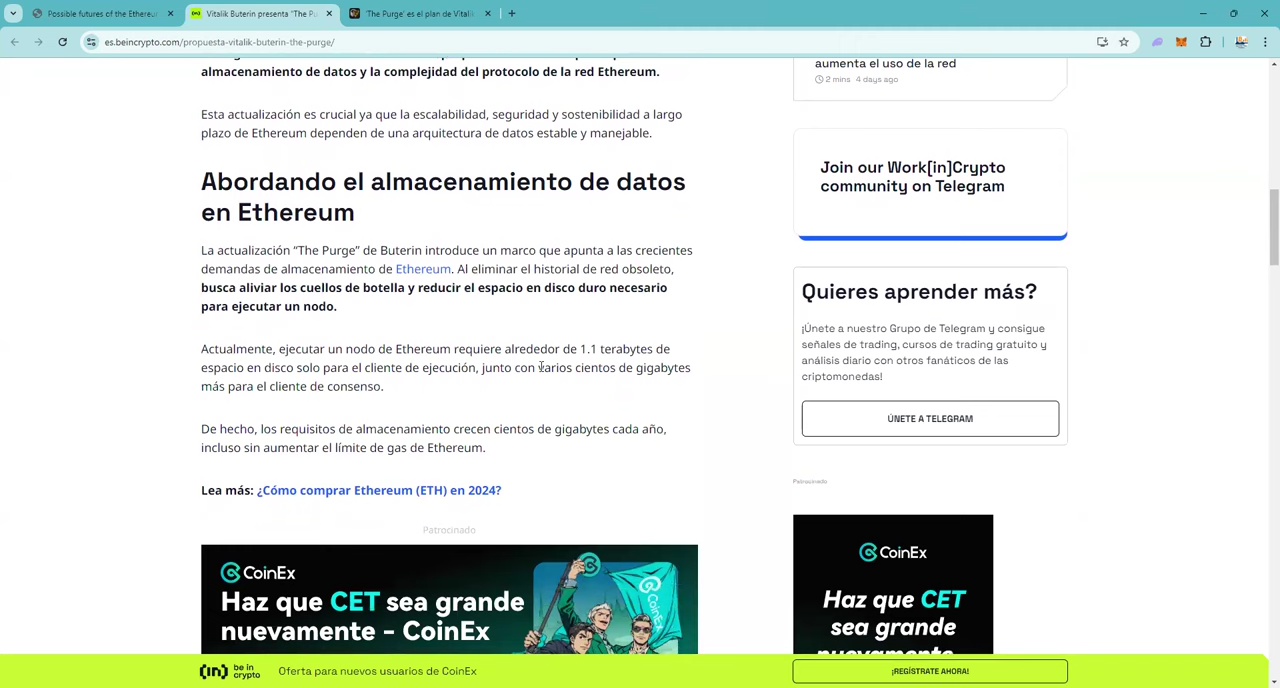 Possible futures of the Ethereum
Vitalik Buterin presenta "The Pu
'The Purge' es el plan de Vitalik
es.beincrypto.com/propuesta-vitalik-buterin-the-purge/
almacenamiento de datos y la complejidad del protocolo de la red Ethereum.
Esta actualización es crucial ya que la escalabilidad, seguridad y sostenibilidad a largo
plazo de Ethereum dependen de una arquitectura de datos estable y manejable.
Abordando el almacenamiento de datos
en Ethereum
La actualización “The Purge” de Buterin introduce un marco que apunta a las crecientes
demandas de almacenamiento de Ethereum. Al eliminar el historial de red obsoleto,
busca aliviar los cuellos de botella y reducir el espacio en disco duro necesario
para ejecutar un nodo.
Actualmente, ejecutar un nodo de Ethereum requiere alrededor de 1.1 terabytes de
espacio en disco solo para el cliente de ejecución, junto con varios cientos de gigabytes
más para el cliente de consenso.
De hecho, los requisitos de almacenamiento crecen cientos de gigabytes cada año,
incluso sin aumentar el límite de gas de Ethereum.
Lea más: ¿Cómo comprar Ethereum (ETH) en 2024?
Patrocinado
CoinEx
Haz que CET sea grande
nuevamente - CoinEx
CoinEx
aumenta el uso de la red
2 mins 4 days ago
Join our Work[in]Crypto
community on Telegram
Quieres aprender más?
¡Únete a nuestro Grupo de Telegram y consigue
señales de trading, cursos de trading gratuito y
análisis diario con otros fanáticos de las
criptomonedas!
ÚNETE A TELEGRAM
Patrocinado
CoinEx
Haz que CET
sea grande
nuevamente
(in) be in
crypto
Oferta para nuevos usuarios de CoinEx
¡REGÍSTRATE AHORA!